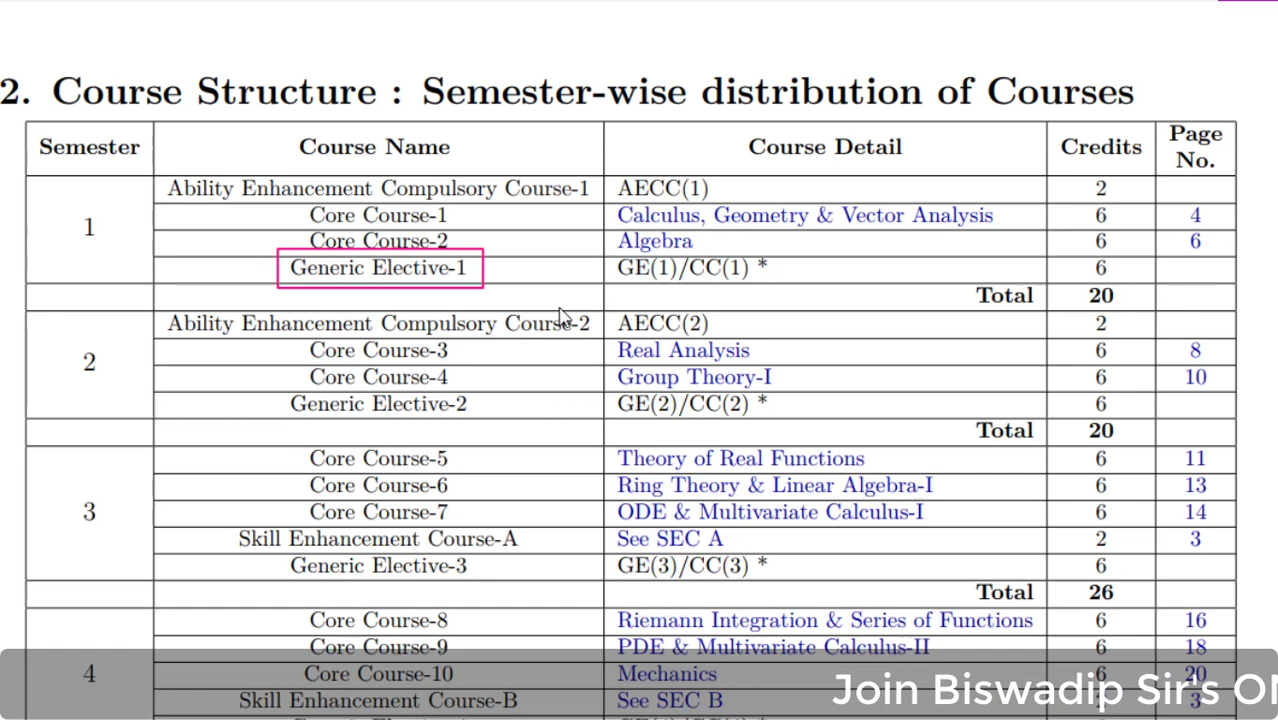 2. Course Structure : Semester-wise distribution of Courses
Semester Course Name Course Detail Credits Page No.
1
Ability Enhancement Compulsory Course-1 AECC(1) 2
Core Course-1 Calculus, Geometry & Vector Analysis 6 4
Core Course-2 Algebra 6 6
Generic Elective-1 GE(1)/CC(1) * 6
Total 20
2
Ability Enhancement Compulsory Course-2 AECC(2) 2
Core Course-3 Real Analysis 6 8
Core Course-4 Group Theory-I 6 10
Generic Elective-2 GE(2)/CC(2) * 6
Total 20
3
Core Course-5 Theory of Real Functions 6 11
Core Course-6 Ring Theory & Linear Algebra-I 6 13
Core Course-7 ODE & Multivariate Calculus-I 6 14
Skill Enhancement Course-A See SEC A 2 3
Generic Elective-3 GE(3)/CC(3) * 6
Total 26
4
Core Course-8 Riemann Integration & Series of Functions 6 16
Core Course-9 PDE & Multivariate Calculus-II 6 18
Core Course-10 Mechanics 6 20
Skill Enhancement Course-B See SEC B 3
Join Biswadip Sir's